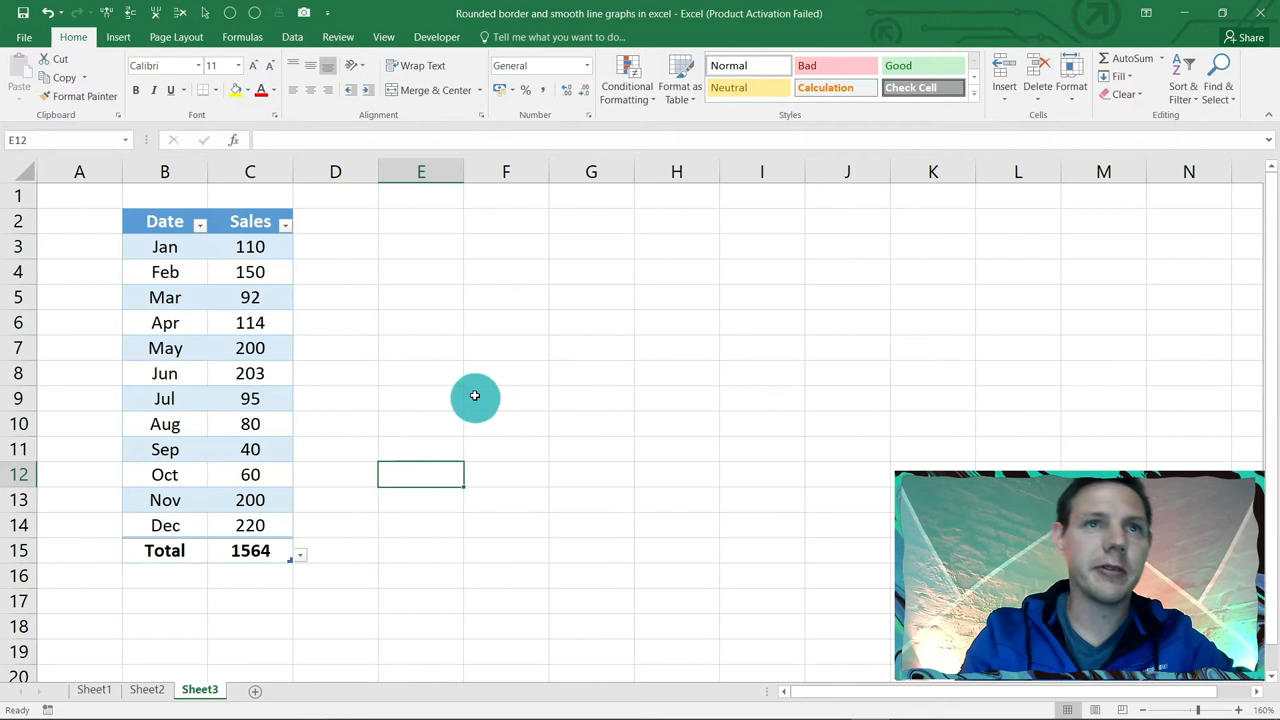 Rounded border and smooth line graphs in excel - Excel (Product Activation Failed)
File Home Insert Page Layout Formulas Data Review View Developer Tell me what you want to do... Share
Paste
Cut
Copy
Format Painter
Calibri 11
B I U
Wrap Text
Merge & Center
General
$ % ,
Conditional Formatting
Format as Table
Normal Bad Good
Neutral Calculation Check Cell
Insert Delete Format
AutoSum
Fill
Clear
Sort & Filter
Find & Select
Clipboard Font Alignment Number Styles Cells Editing
E12 fx
A B C D E F G H I J K L M N
1
2 Date Sales
3 Jan 110
4 Feb 150
5 Mar 92
6 Apr 114
7 May 200
8 Jun 203
9 Jul 95
10 Aug 80
11 Sep 40
12 Oct 60
13 Nov 200
14 Dec 220
15 Total 1564
16
17
18
19
20
Sheet1 Sheet2 Sheet3
Ready 160%